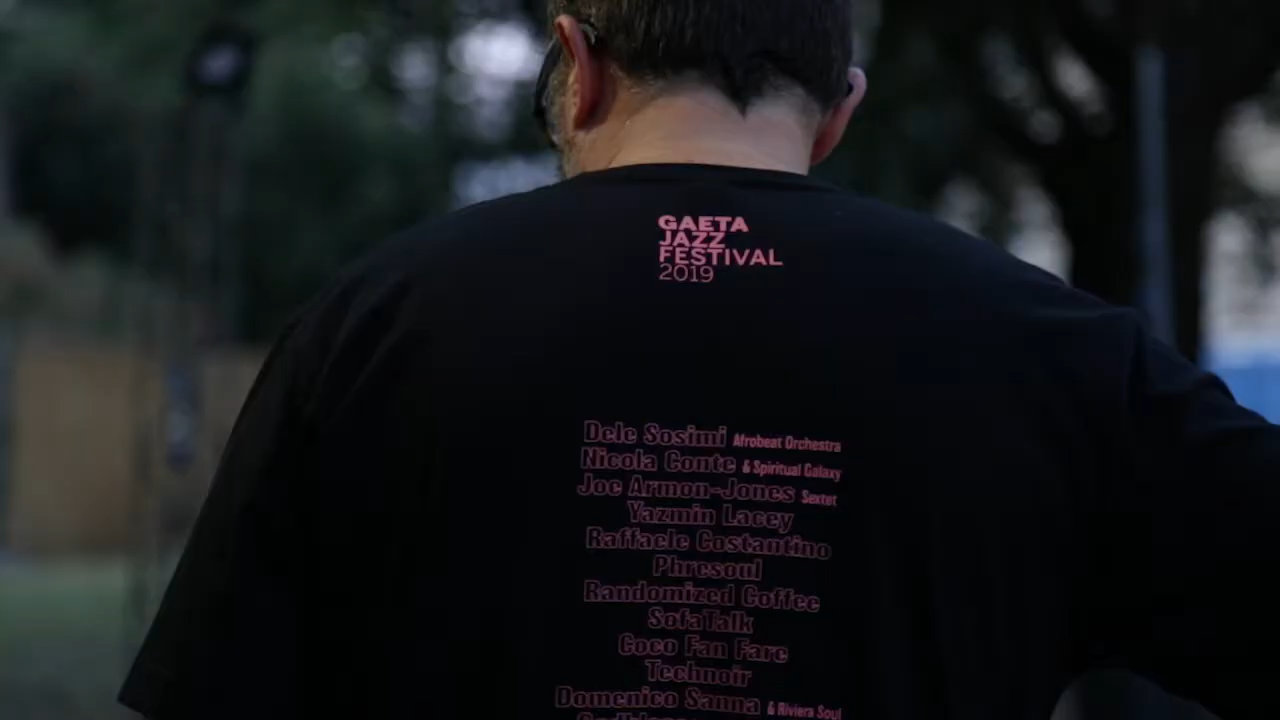 GAETA
JAZZ
FESTIVAL
2019
Dele Sosimi Afrobeat Orchestra
Nicola Conte & Spiritual Galaxy
Joe Armon-Jones Sextet
Yazmin Lacey
Raffaele Costantino
Phresoul
Randomized Coffee
SofaTalk
Coco Fan Fare
Technoir
Domenico Sanna & Riviera Soul